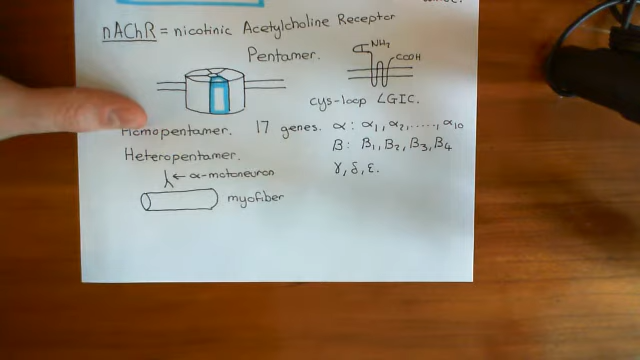 nAChR = nicotinic Acetylcholine Receptor
Pentamer.
NH₂
COOH
cys-loop LGIC.
Homopentamer. 17 genes. α: α₁, α₂, ....., α₁₀
Heteropentamer. β: β₁, β₂, β₃, β₄
γ, δ, ε.
← α-motoneuron
myofiber